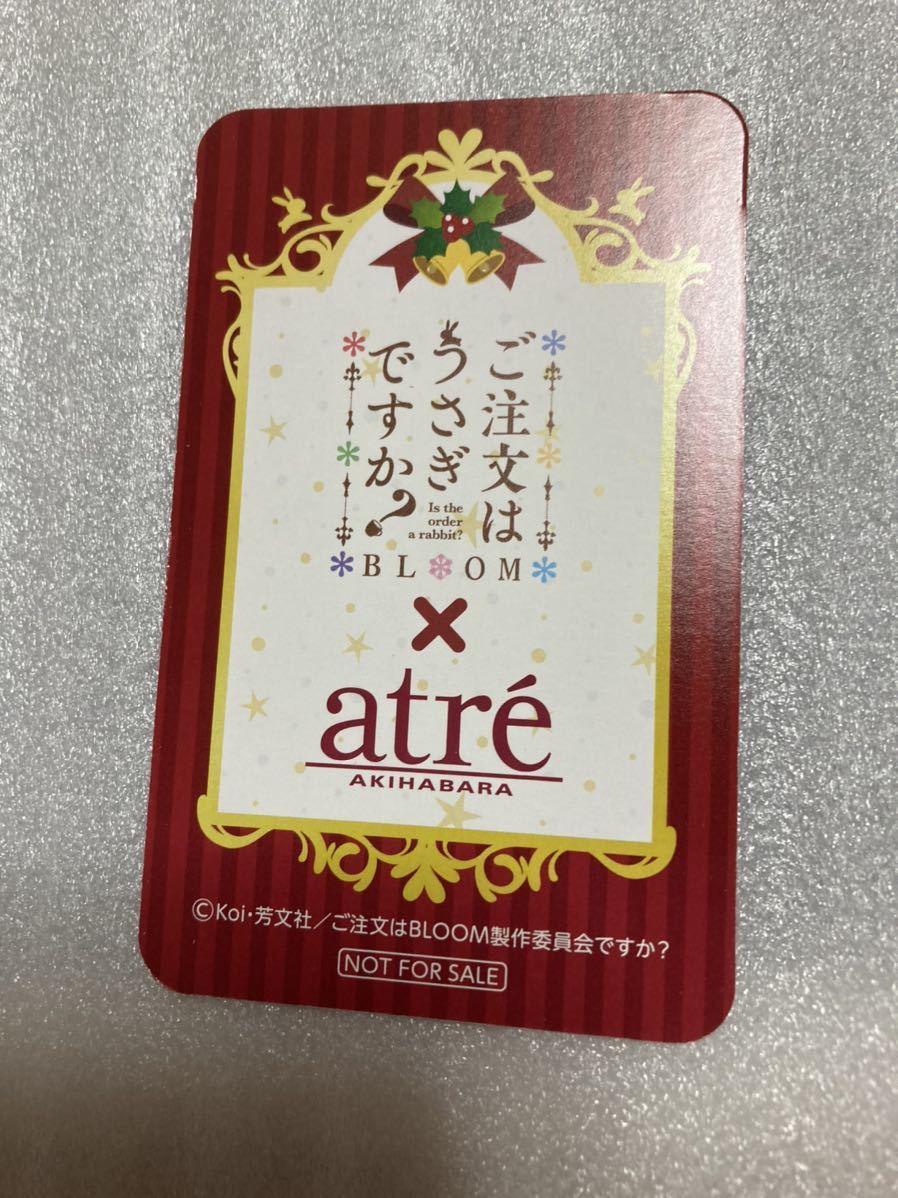 ご注文は
うさぎ
ですか?
Is the
order
a rabbit?
BLOOM
×
atré
AKIHABARA
©Koi・芳文社／ご注文はBLOOM製作委員会ですか？
NOT FOR SALE